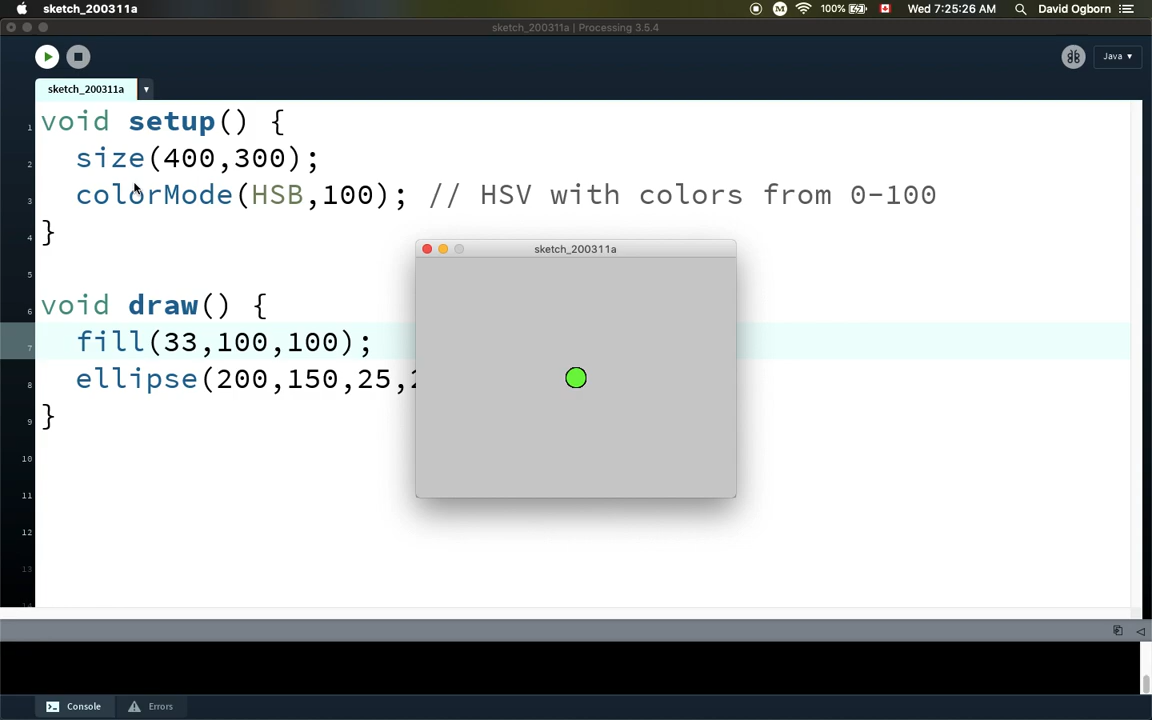 sketch_200311a
100%
Wed 7:25:26 AM
David Ogborn
sketch_200311a | Processing 3.5.4
Java ▾
sketch_200311a ▾
1 void setup() {
2 size(400,300);
3 colorMode(HSB,100); // HSV with colors from 0-100
4 }
5
6 void draw() {
7 fill(33,100,100);
8 ellipse(200,150,25,
9 }
10
11
12
13
sketch_200311a
Console
Errors